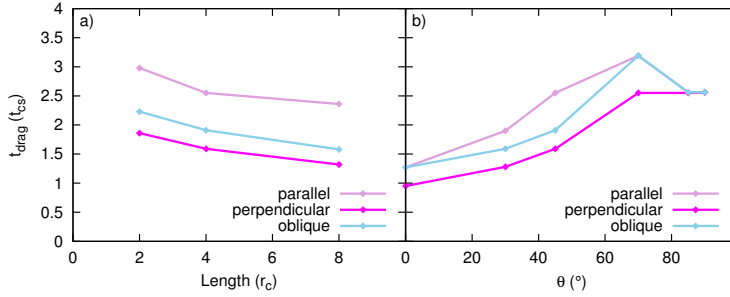 a)
b)
t_drag (t_cs)
4
3.5
3
2.5
2
1.5
1
0.5
0
parallel
perpendicular
oblique
parallel
perpendicular
oblique
0 2 4 6 8 0 20 40 60 80
Length (r_c)
θ (°)